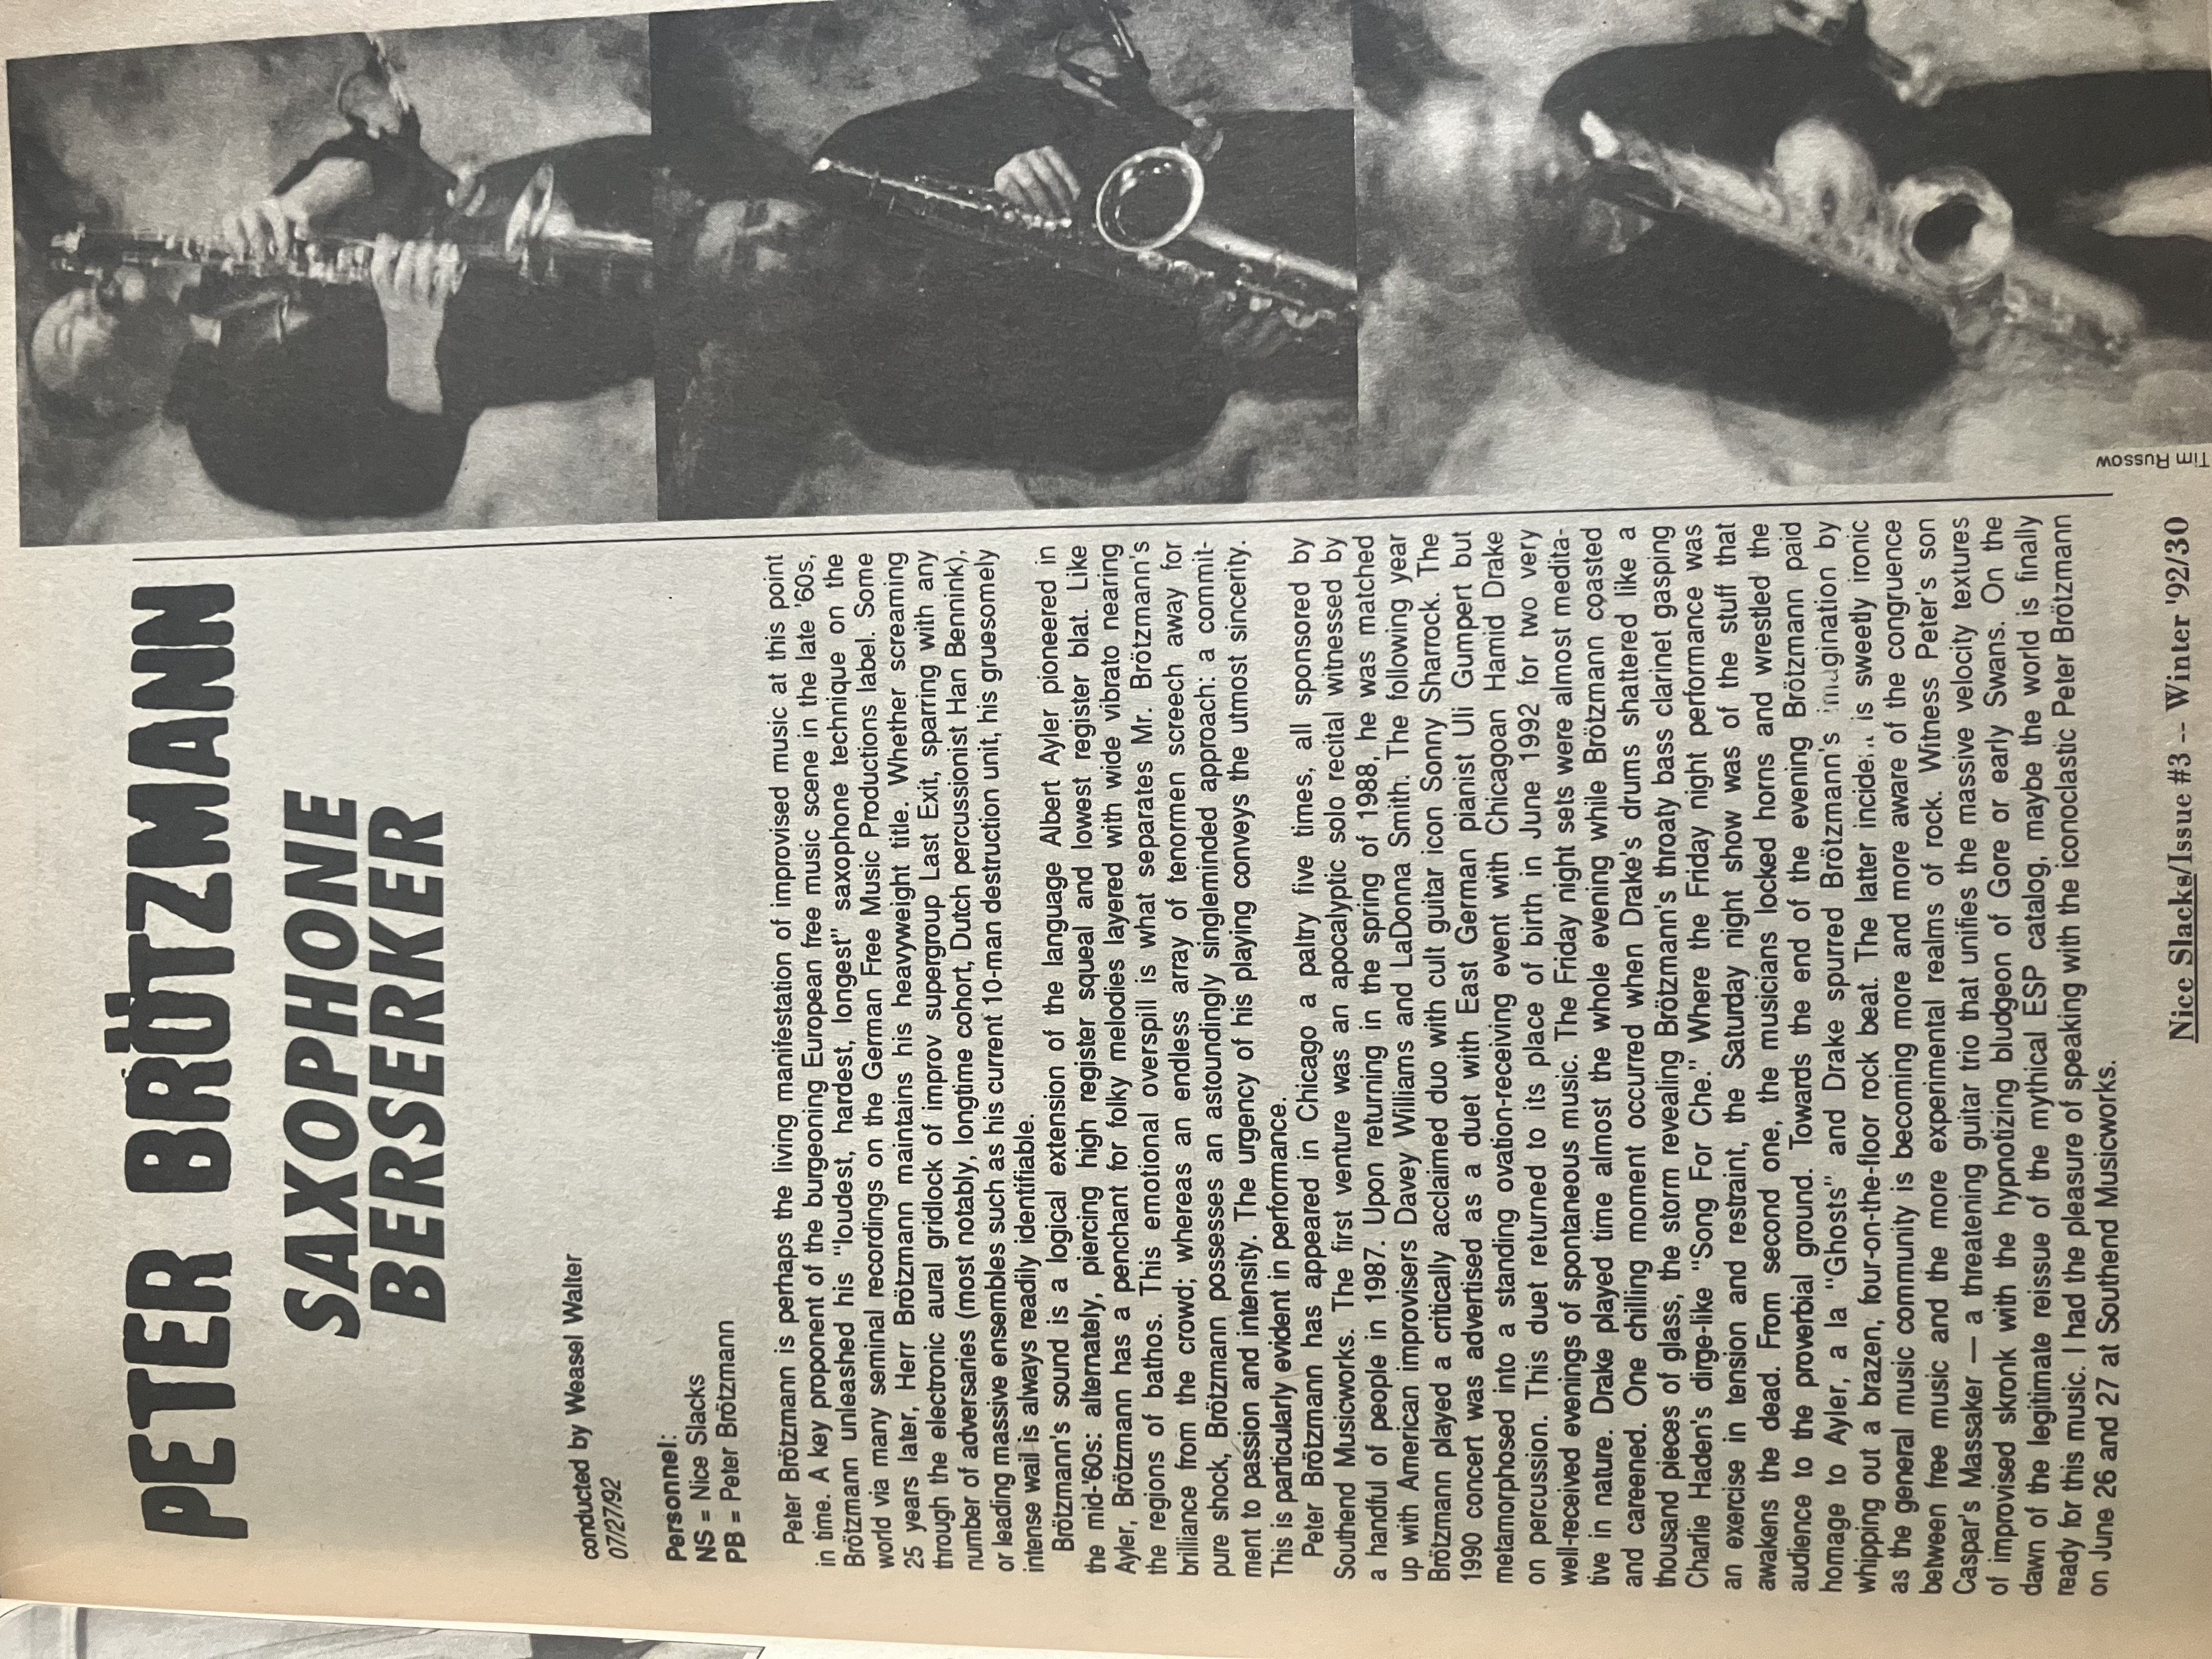 PETER BRÖTZMANN
SAXOPHONE
BERSERKER
conducted by Weasel Walter
07/27/92
Personnel:
NS = Nice Slacks
PB = Peter Brötzmann
Peter Brötzmann is perhaps the living manifestation of improvised music at this point
in time. A key proponent of the burgeoning European free music scene in the late '60s,
Brötzmann unleashed his "loudest, hardest, longest" saxophone technique on the
world via many seminal recordings on the German Free Music Productions label. Some
25 years later, Herr Brötzmann maintains his heavyweight title. Whether screaming
through the electronic aural gridlock of improv supergroup Last Exit, sparring with any
number of adversaries (most notably, longtime cohort, Dutch percussionist Han Bennink),
or leading massive ensembles such as his current 10-man destruction unit, his gruesomely
intense wail is always readily identifiable.
Brötzmann's sound is a logical extension of the language Albert Ayler pioneered in
the mid-'60s: alternately, piercing high register squeal and lowest register blat. Like
Ayler, Brötzmann has a penchant for folky melodies layered with wide vibrato nearing
the regions of bathos. This emotional overspill is what separates Mr. Brötzmann's
brilliance from the crowd; whereas an endless array of tenormen screech away for
pure shock, Brötzmann possesses an astoundingly singleminded approach: a commit-
ment to passion and intensity. The urgency of his playing conveys the utmost sincerity.
This is particularly evident in performance.
Peter Brötzmann has appeared in Chicago a paltry five times, all sponsored by
Southend Musicworks. The first venture was an apocalyptic solo recital witnessed by
a handful of people in 1987. Upon returning in the spring of 1988, he was matched
up with American improvisers Davey Williams and LaDonna Smith. The following year
Brötzmann played a critically acclaimed duo with cult guitar icon Sonny Sharrock. The
1990 concert was advertised as a duet with East German pianist Uli Gumpert but
metamorphosed into a standing ovation-receiving event with Chicagoan Hamid Drake
on percussion. This duet returned to its place of birth in June 1992 for two very
well-received evenings of spontaneous music. The Friday night sets were almost medita-
tive in nature. Drake played time almost the whole evening while Brötzmann coasted
and careened. One chilling moment occurred when Drake's drums shattered like a
thousand pieces of glass, the storm revealing Brötzmann's throaty bass clarinet gasping
Charlie Haden's dirge-like "Song For Che." Where the Friday night performance was
an exercise in tension and restraint, the Saturday night show was of the stuff that
awakens the dead. From second one, the musicians locked horns and wrestled the
audience to the proverbial ground. Towards the end of the evening Brötzmann paid
homage to Ayler, a la "Ghosts" and Drake spurred Brötzmann's imagination by
whipping out a brazen, four-on-the-floor rock beat. The latter is sweetly ironic
as the general music community is becoming more and more aware of the congruence
between free music and the more experimental realms of rock. Witness Peter's son
Caspar's Massaker — a threatening guitar trio that unifies the massive velocity textures
of improvised skronk with the hypnotizing bludgeon of Gore or early Swans. On the
dawn of the legitimate reissue of the mythical ESP catalog, maybe the world is finally
ready for this music. I had the pleasure of speaking with the iconoclastic Peter Brötzmann
on June 26 and 27 at Southend Musicworks.
Tim Russow
Nice Slacks/Issue #3 -- Winter '92/30